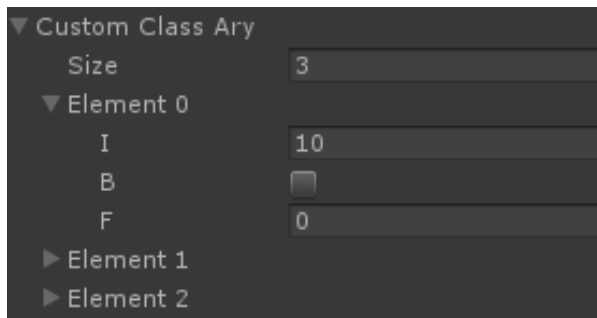 Custom Class Ary
Size 3
Element 0
I 10
B
F 0
Element 1
Element 2